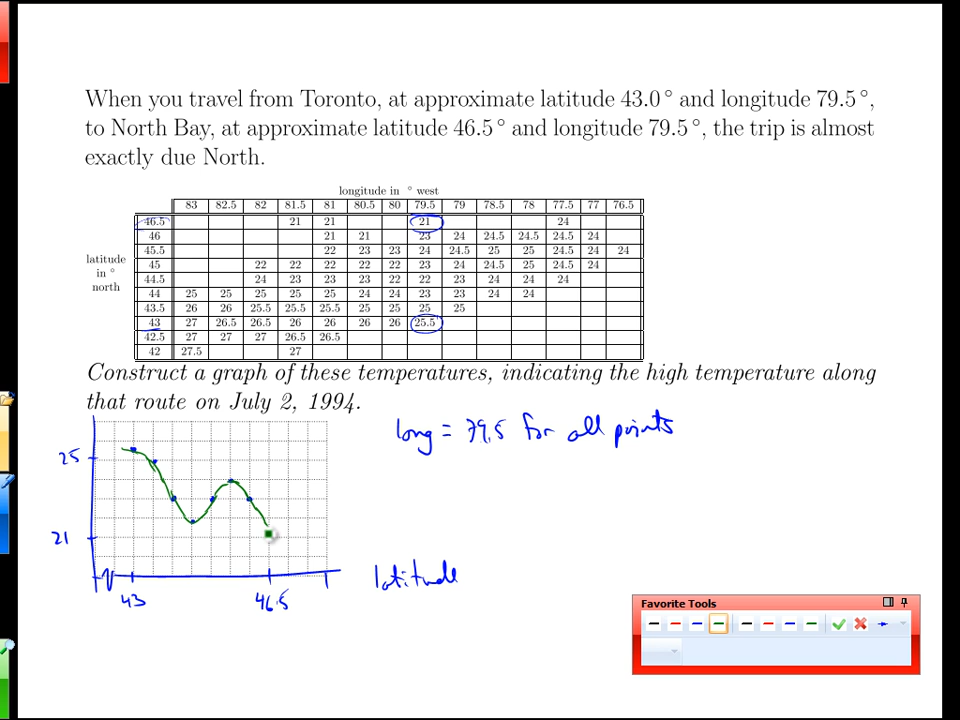 When you travel from Toronto, at approximate latitude 43.0° and longitude 79.5°,
to North Bay, at approximate latitude 46.5° and longitude 79.5°, the trip is almost
exactly due North.
longitude in ° west
83 82.5 82 81.5 81 80.5 80 79.5 79 78.5 78 77.5 77 76.5
46.5 21 21 21 24
46 21 21 23 24 24.5 24.5 24.5 24
45.5 22 23 23 24 24.5 25 25 24.5 24 24
latitude
45 22 22 22 22 22 23 24 24.5 25 24.5 24
in °
44.5 24 23 23 23 22 22 23 24 24 24
north
44 25 25 25 25 25 24 24 23 23 24 24
43.5 26 26 25.5 25.5 25.5 25 25 25 25
43 27 26.5 26.5 26 26 26 26 25.5
42.5 27 27 27 26.5 26.5
42 27.5 27
Construct a graph of these temperatures, indicating the high temperature along
that route on July 2, 1994.
long = 79.5 for all points
25
21
latitude
43 46.5
Favorite Tools